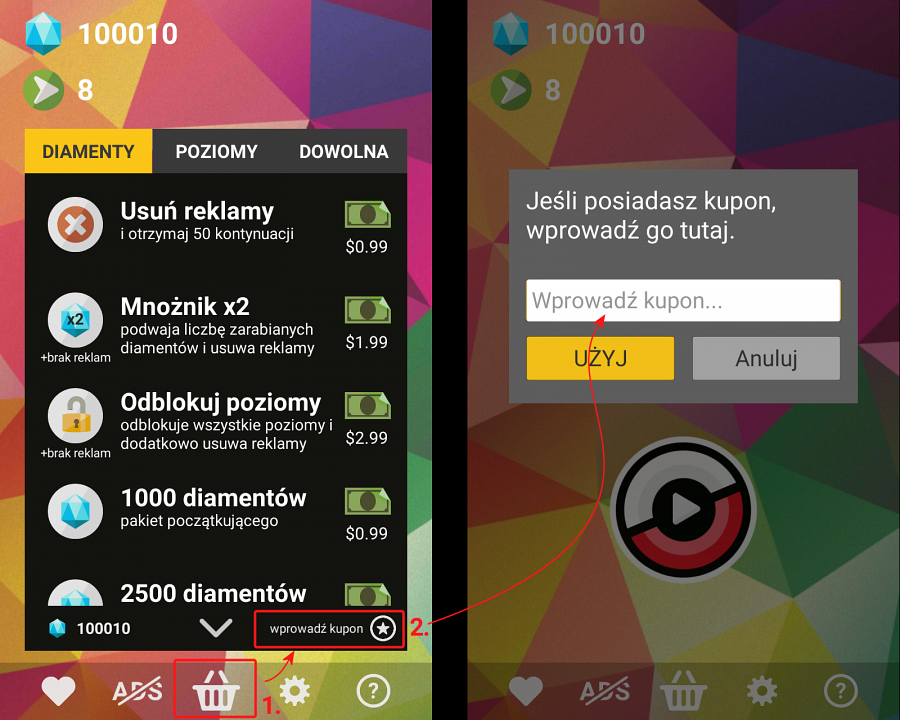 100010
8
DIAMENTY
POZIOMY
DOWOLNA
Usuń reklamy
i otrzymaj 50 kontynuacji
$0.99
Mnożnik x2
x2
podwaja liczbę zarabianych
diamentów i usuwa reklamy
$1.99
+brak reklam
Odblokuj poziomy
odblokuje wszystkie poziomy i
dodatkowo usuwa reklamy
$2.99
+brak reklam
1000 diamentów
pakiet początkującego
$0.99
2500 diamentów
100010
wprowadź kupon
2.
ADS
1.
?
100010
8
Jeśli posiadasz kupon,
wprowadź go tutaj.
Wprowadź kupon...
UŻYJ
Anuluj
ADS
?